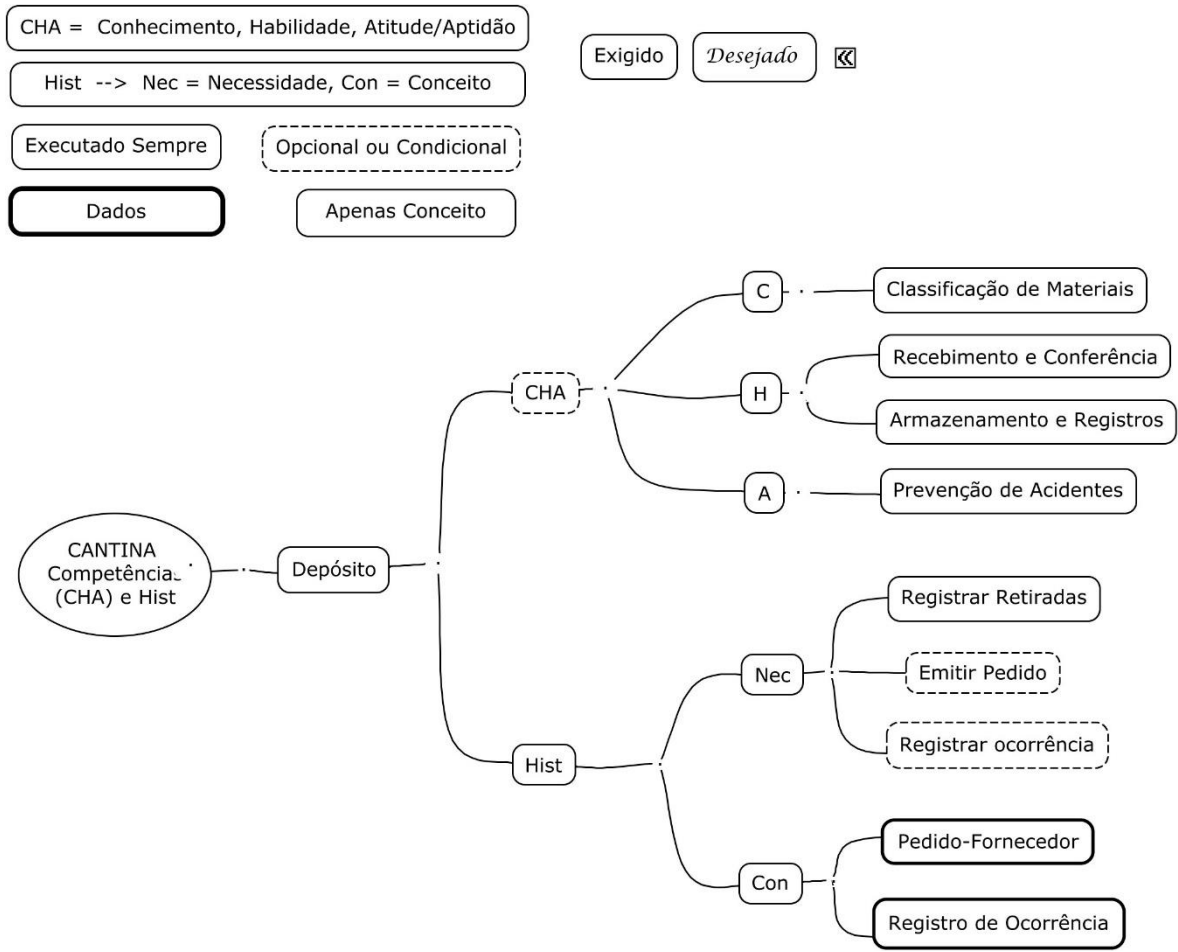 CHA = Conhecimento, Habilidade, Atitude/Aptidão
Exigido
Desejado
Hist --> Nec = Necessidade, Con = Conceito
Executado Sempre
Opcional ou Condicional
Dados
Apenas Conceito
C
Classificação de Materiais
CHA
H
Recebimento e Conferência
Armazenamento e Registros
A
Prevenção de Acidentes
CANTINA
Competências
(CHA) e Hist
Depósito
Hist
Nec
Registrar Retiradas
Emitir Pedido
Registrar ocorrência
Con
Pedido-Fornecedor
Registro de Ocorrência